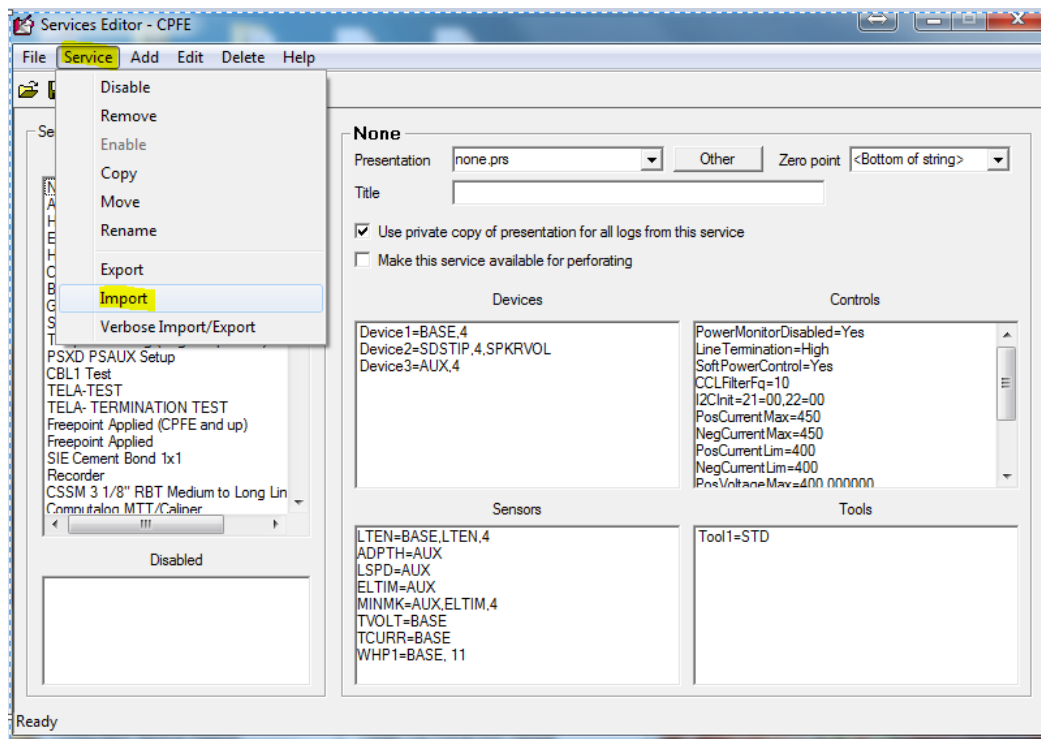 Services Editor - CPFE
File Service Add Edit Delete Help
Disable
Remove
Enable
Copy
Move
Rename
Export
Import
Verbose Import/Export
PSXD PSAUX Setup
CBL1 Test
TELA-TEST
TELA- TERMINATION TEST
Freepoint Applied (CPFE and up)
Freepoint Applied
SIE Cement Bond 1x1
Recorder
CSSM 3 1/8" RBT Medium to Long Lin
Computalog MTT/Caliper
Disabled
None
Presentation none.prs Other Zero point <Bottom of string>
Title
Use private copy of presentation for all logs from this service
Make this service available for perforating
Devices
Device1=BASE,4
Device2=SDSTIP,4,SPKRVOL
Device3=AUX,4
Controls
PowerMonitorDisabled=Yes
LineTermination=High
SoftPowerControl=Yes
CCLFilterFq=10
I2CInit=21=00,22=00
PosCurrentMax=450
NegCurrentMax=450
PosCurrentLim=400
NegCurrentLim=400
PosVoltageMax=400.000000
Sensors
LTEN=BASE,LTEN,4
ADPTH=AUX
LSPD=AUX
ELTIM=AUX
MINMK=AUX,ELTIM,4
TVOLT=BASE
TCURR=BASE
WHP1=BASE, 11
Tools
Tool1=STD
Ready